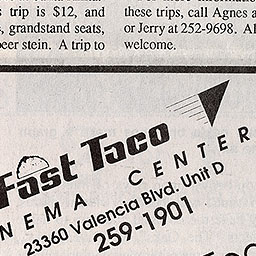 trip is $12, and
grandstand seats,
beer stein. A trip to
these trips, call Agnes
or Jerry at 252-9698.
welcome.
Fast Taco
NEMA CENTER
23360 Valencia Blvd. Unit D
259-1901